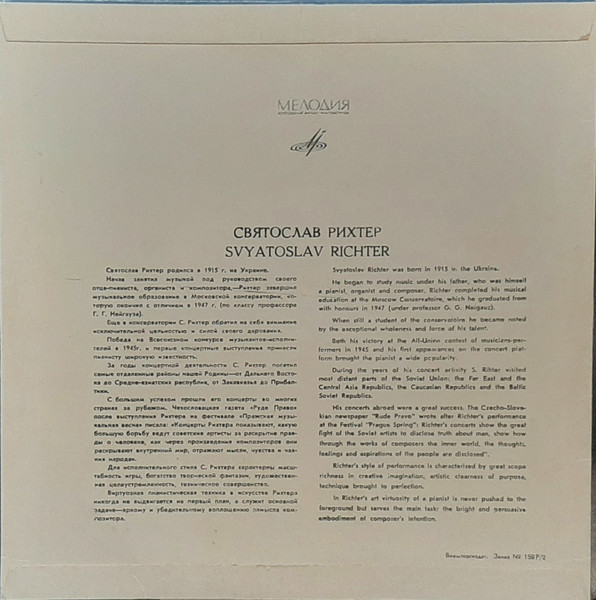 МЕЛОДИЯ
СВЯТОСЛАВ РИХТЕР
SVYATOSLAV RICHTER
Святослав Рихтер родился в 1915 г. на Украине.
Начав занятия музыкой под руководством своего
отца—пианиста, органиста и композитора,—Рихтер завершил
музыкальное образование в Московской консерватории, ко-
торую окончил с отличием в 1947 г. (по классу профессора
Г. Г. Нейгауза).
Еще в консерватории С. Рихтер обратил на себя внимание
исключительной цельностью и силой своего дарования.
Победа на Всесоюзном конкурсе музыкантов-исполни-
телей в 1945г. и первые концертные выступления принесли
пианисту широкую известность.
За годы концертной деятельности С. Рихтер посетил
самые отдаленные районы нашей Родины—от Дальнего Восто-
ка до Средне-азиатских республик, от Закавказья до Прибал-
тики.
С большим успехом прошли его концерты во многих
странах за рубежом. Чехословацкая газета «Руде Право»
после выступления Рихтера на фестивале «Пражская музы-
кальная весна» писала: «Концерты Рихтера показывают, какую
большую борьбу ведут советские артисты за раскрытие прав-
ды о человеке, как через произведения композиторов они
раскрывают внутренний мир, отражают мысли, чувства и чая-
ния народа».
Для исполнительного стиля С. Рихтера характерны масш-
табность игры, богатство творческой фантазии, художествен-
ная целеустремленность, техническое совершенство.
Виртуозная пианистическая техника в искусстве Рихтера
никогда не выдвигается на первый план, а служит основной
задаче—яркому и убедительному воплощению замысла ком-
позитора.
Svyatoslav Richter was born in 1915 in the Ukraine.
He began to study music under his father, who was himself
a pianist, organist and composer. Richter completed his musical
education at the Moscow Conservatoire, which he graduated from
with honours in 1947 (under professor G. G. Neigauz).
When still a student of the conservatoire he became noted
by the exceptional wholeness and force of his talent.
Both his victory at the All-Union contest of musicians-per-
formers in 1945 and his first appearances on the concert plat-
form brought the pianist a wide popularity.
During the years of his concert activity S. Rihter visited
most distant parts of the Soviet Union: the Far East and the
Central Asia Republics, the Caucasian Republics and the Baltic
Soviet Republics.
His concerts abroad were a great success. The Czecho-Slova-
kian newspaper "Rude Pravo" wrote after Richter's performance
at the Festival "Prague Spring": Richter's concerts show the great
fight of the Soviet artists to disclose truth about man, show how
through the works of composers the inner world, the thoughts,
feelings and aspirations of the people are disclosed".
Richter's style of performance is characterised by great scope
richness in creative imagination, artistic clearness of purpose,
technique brought to perfection.
In Richter's art virtuosity of a pianist is never pushed to the
foreground but serves the main task: the bright and persuasive
embodiment of composer's intention.
Внешторгиздат. Заказ № 1587/2